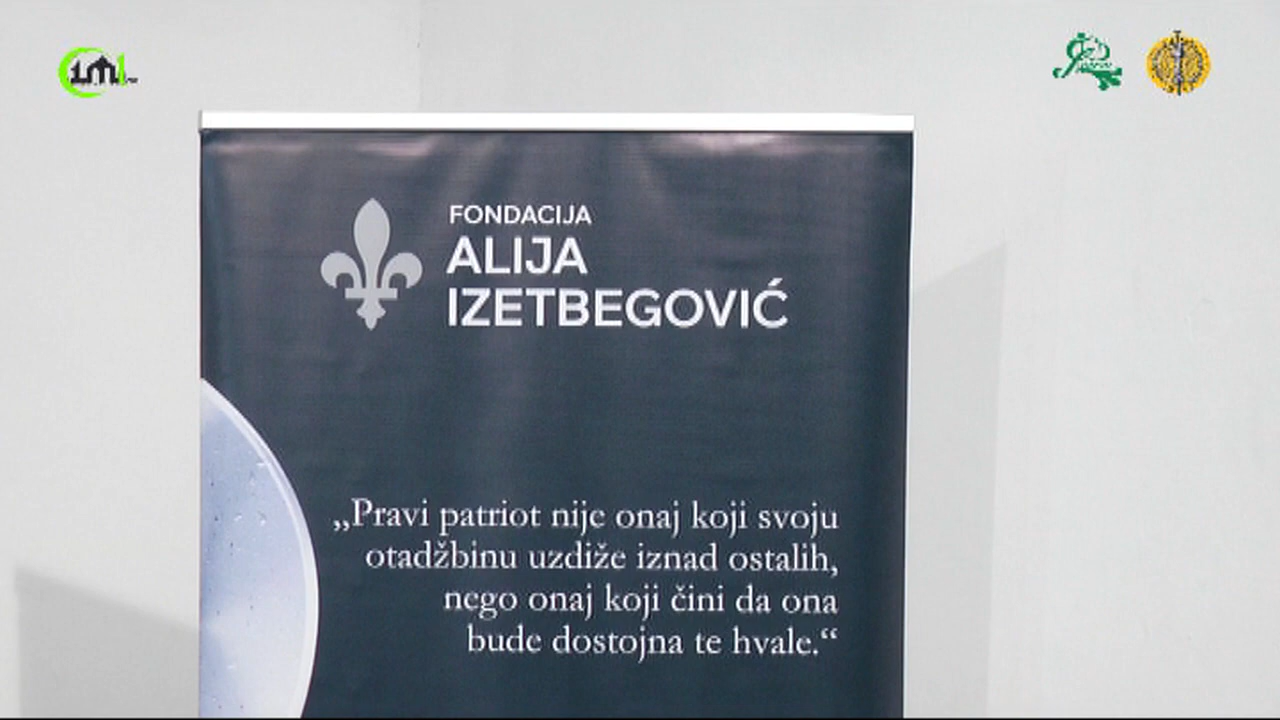 FONDACIJA
ALIJA
IZETBEGOVIĆ
„Pravi patriot nije onaj koji svoju
otadžbinu uzdiže iznad ostalih,
nego onaj koji čini da ona
bude dostojna te hvale.“